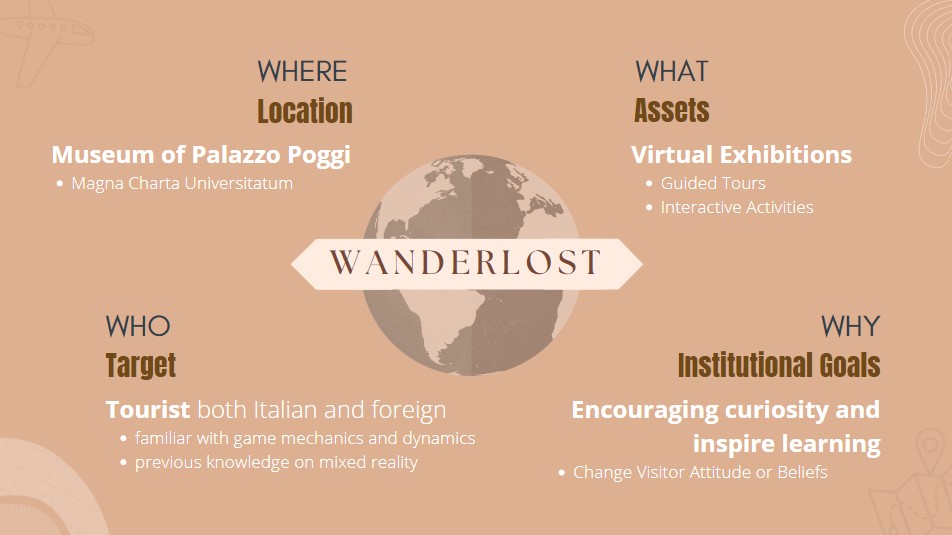 WHERE
Location
Museum of Palazzo Poggi
• Magna Charta Universitatum
WHAT
Assets
Virtual Exhibitions
• Guided Tours
• Interactive Activities
WANDERLOST
WHO
Target
Tourist both Italian and foreign
• familiar with game mechanics and dynamics
• previous knowledge on mixed reality
WHY
Institutional Goals
Encouraging curiosity and
inspire learning
• Change Visitor Attitude or Beliefs